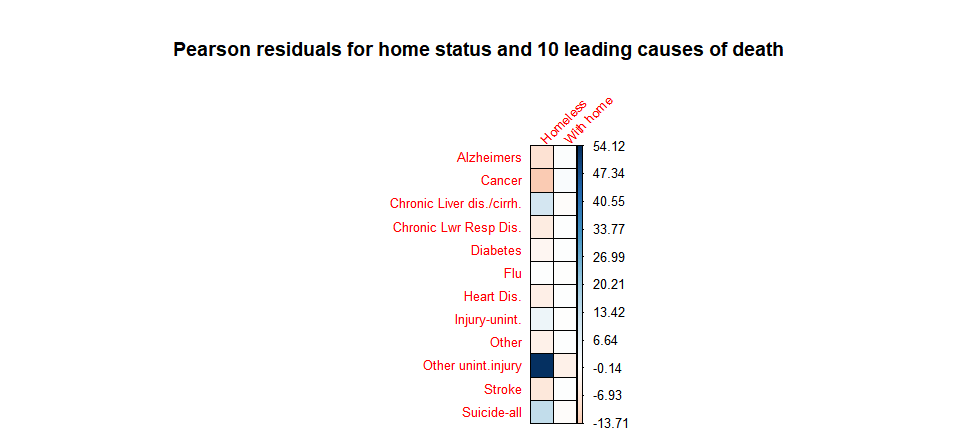 Pearson residuals for home status and 10 leading causes of death
Homeless
With home
Alzheimers
Cancer
Chronic Liver dis./cirrh.
Chronic Lwr Resp Dis.
Diabetes
Flu
Heart Dis.
Injury-unint.
Other
Other unint.injury
Stroke
Suicide-all
54.12
47.34
40.55
33.77
26.99
20.21
13.42
6.64
-0.14
-6.93
-13.71